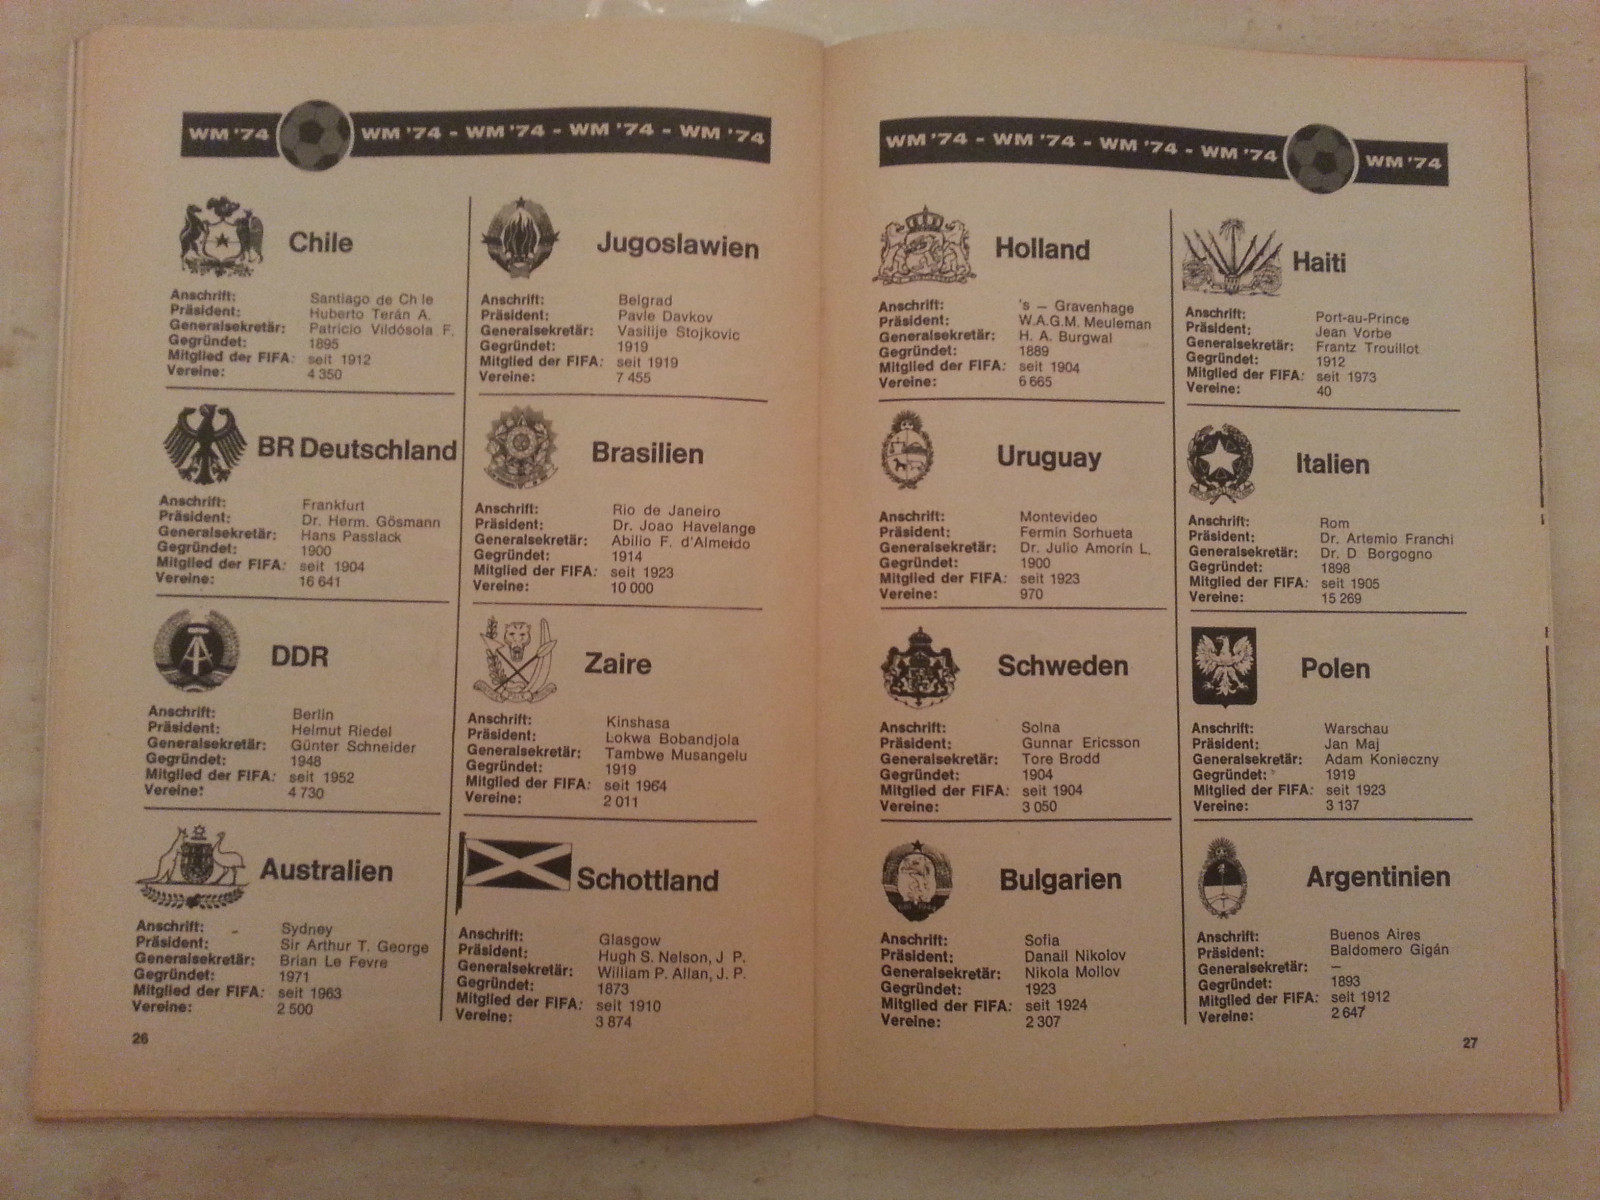 WM '74 WM '74 - WM '74 - WM '74 - WM '74
Chile
Anschrift: Santiago de Ch le
Präsident: Huberto Terán A.
Generalsekretär: Patricio Vildósola F.
Gegründet: 1895
Mitglied der FIFA: seit 1912
Vereine: 4 350
Jugoslawien
Anschrift: Belgrad
Präsident: Pavle Davkov
Generalsekretär: Vasilije Stojkovic
Gegründet: 1919
Mitglied der FIFA: seit 1919
Vereine: 7 455
BR Deutschland
Anschrift: Frankfurt
Präsident: Dr. Herm. Gösmann
Generalsekretär: Hans Passlack
Gegründet: 1900
Mitglied der FIFA: seit 1904
Vereine: 16 641
Brasilien
Anschrift: Rio de Janeiro
Präsident: Dr. Joao Havelange
Generalsekretär: Abilio F. d'Almeido
Gegründet: 1914
Mitglied der FIFA: seit 1923
Vereine: 10 000
DDR
Anschrift: Berlin
Präsident: Helmut Riedel
Generalsekretär: Günter Schneider
Gegründet: 1948
Mitglied der FIFA: seit 1952
Vereine: 4 730
Zaire
Anschrift: Kinshasa
Präsident: Lokwa Bobandjola
Generalsekretär: Tambwe Musangelu
Gegründet: 1919
Mitglied der FIFA: seit 1964
Vereine: 2 011
Australien
Anschrift: Sydney
Präsident: Sir Arthur T. George
Generalsekretär: Brian Le Fevre
Gegründet: 1971
Mitglied der FIFA: seit 1963
Vereine: 2 500
Schottland
Anschrift: Glasgow
Präsident: Hugh S. Nelson, J P.
Generalsekretär: William P. Allan, J. P.
Gegründet: 1873
Mitglied der FIFA: seit 1910
Vereine: 3 874
26
WM '74 - WM '74 - WM '74 - WM '74 WM '74
Holland
Anschrift: 's – Gravenhage
Präsident: W.A.G.M. Meuleman
Generalsekretär: H. A. Burgwal
Gegründet: 1889
Mitglied der FIFA: seit 1904
Vereine: 6 665
Haiti
Anschrift: Port-au-Prince
Präsident: Jean Vorbe
Generalsekretär: Frantz Trouillot
Gegründet: 1912
Mitglied der FIFA: seit 1973
Vereine: 40
Uruguay
Anschrift: Montevideo
Präsident: Fermin Sorhueta
Generalsekretär: Dr. Julio Amorin L.
Gegründet: 1900
Mitglied der FIFA: seit 1923
Vereine: 970
Italien
Anschrift: Rom
Präsident: Dr. Artemio Franchi
Generalsekretär: Dr. D. Borgogno
Gegründet: 1898
Mitglied der FIFA: seit 1905
Vereine: 15 269
Schweden
Anschrift: Solna
Präsident: Gunnar Ericsson
Generalsekretär: Tore Brodd
Gegründet: 1904
Mitglied der FIFA: seit 1904
Vereine: 3 050
Polen
Anschrift: Warschau
Präsident: Jan Maj
Generalsekretär: Adam Konieczny
Gegründet: 1919
Mitglied der FIFA: seit 1923
Vereine: 3 137
Bulgarien
Anschrift: Sofia
Präsident: Danail Nikolov
Generalsekretär: Nikola Mollov
Gegründet: 1923
Mitglied der FIFA: seit 1924
Vereine: 2 307
Argentinien
Anschrift: Buenos Aires
Präsident: Baldomero Gigán
Generalsekretär: –
Gegründet: 1893
Mitglied der FIFA: seit 1912
Vereine: 2 647
27